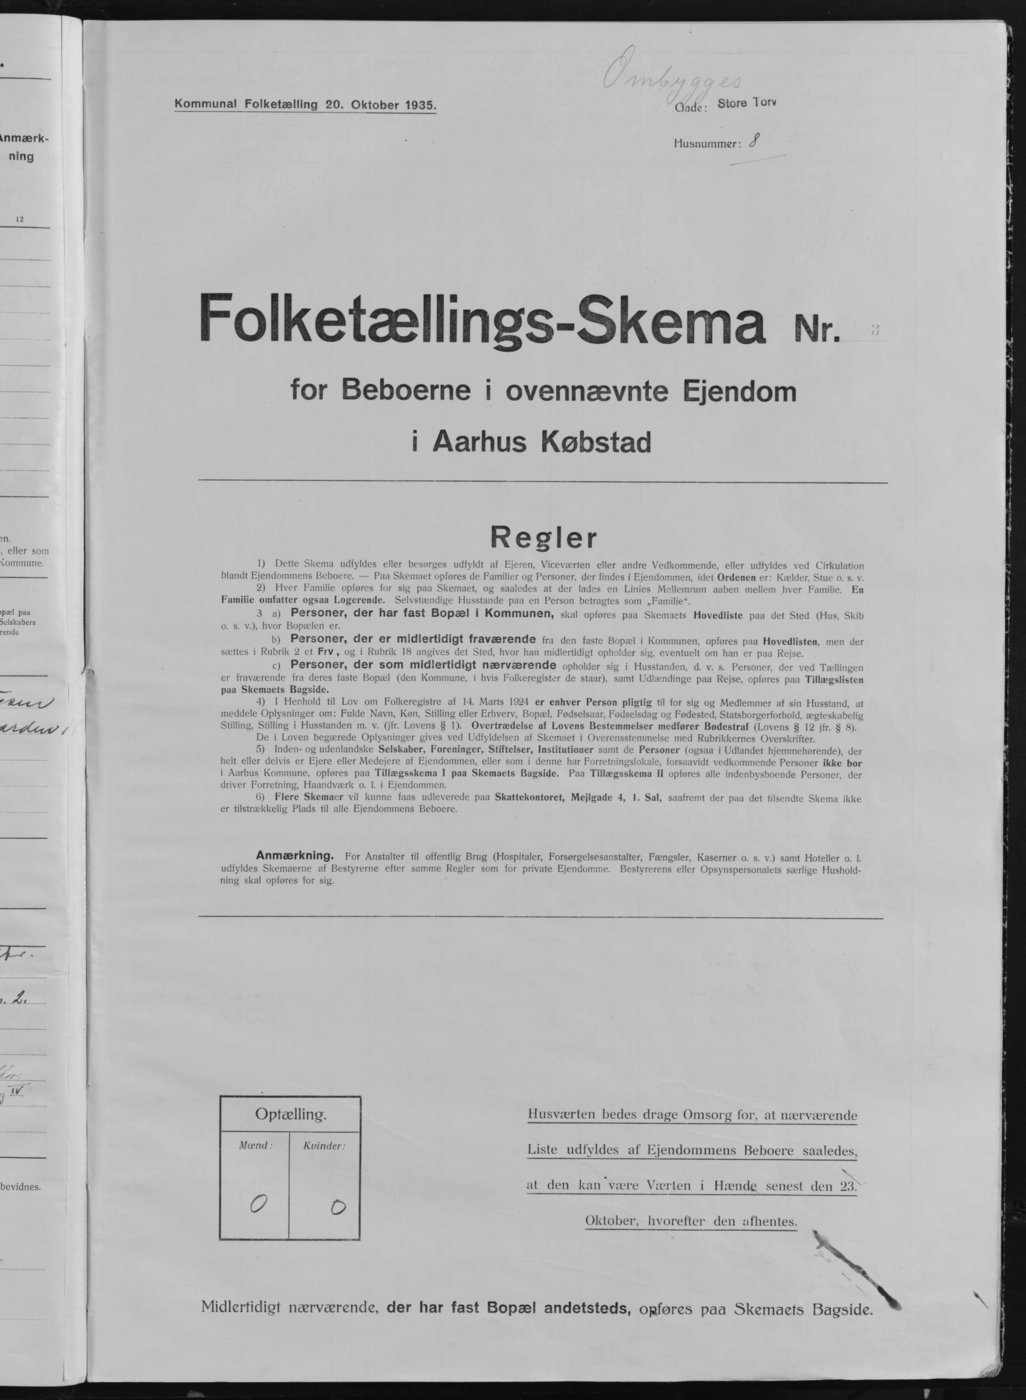 Anmærk-
ning
12
en.
, eller som
Kommune.
opæl paa
Selskabers
rende
. 2.
IV
bevidnes.
Ombygges
Kommunal Folketælling 20. Oktober 1935.
Gade: Store Torv
Husnummer: 8
Folketællings-Skema Nr. 3
for Beboerne i ovennævnte Ejendom
i Aarhus Købstad
Regler
1) Dette Skema udfyldes eller besørges udfyldt af Ejeren, Viceværten eller andre Vedkommende, eller udfyldes ved Cirkulation
blandt Ejendommens Beboere. — Paa Skemaet opføres de Familier og Personer, der findes i Ejendommen, idet Ordenen er: Kælder, Stue o. s. v.
2) Hver Familie opføres for sig paa Skemaet, og saaledes at der lades en Linies Mellemrum aaben mellem hver Familie. En
Familie omfatter ogsaa Logerende. Selvstændige Husstande paa en Person betragtes som „Familie".
3 a) Personer, der har fast Bopæl i Kommunen, skal opføres paa Skemaets Hovedliste paa det Sted (Hus, Skib
o. s. v.), hvor Bopælen er.
b) Personer, der er midlertidigt fraværende fra den faste Bopæl i Kommunen, opføres paa Hovedlisten, men der
sættes i Rubrik 2 et Frv, og i Rubrik 18 angives det Sted, hvor han midlertidigt opholder sig, eventuelt om han er paa Rejse.
c) Personer, der som midlertidigt nærværende opholder sig i Husstanden, d. v. s. Personer, der ved Tællingen
er fraværende fra deres faste Bopæl (den Kommune, i hvis Folkeregister de staar), samt Udlændinge paa Rejse, opføres paa Tillægslisten
paa Skemaets Bagside.
4) I Henhold til Lov om Folkeregistre af 14. Marts 1924 er enhver Person pligtig til for sig og Medlemmer af sin Husstand, at
meddele Oplysninger om: Fulde Navn, Køn, Stilling eller Erhverv, Bopæl, Fødselsaar, Fødselsdag og Fødested, Statsborgerforhold, ægteskabelig
Stilling, Stilling i Husstanden m. v. (jfr. Lovens § 1). Overtrædelse af Lovens Bestemmelser medfører Bødestraf (Lovens § 12 jfr. § 8).
De i Loven begærede Oplysninger gives ved Udfyldelsen af Skemaet i Overensstemmelse med Rubrikkernes Overskrifter.
5) Inden- og udenlandske Selskaber, Foreninger, Stiftelser, Institutioner samt de Personer (ogsaa i Udlandet hjemmehørende), der
helt eller delvis er Ejere eller Medejere af Ejendommen, eller som i denne har Forretningslokale, forsaavidt vedkommende Personer ikke bor
i Aarhus Kommune, opføres paa Tillægsskema I paa Skemaets Bagside. Paa Tillægsskema II opføres alle indenbysboende Personer, der
driver Forretning, Haandværk o. l. i Ejendommen.
6) Flere Skemaer vil kunne faas udleverede paa Skattekontoret, Mejlgade 4, 1. Sal, saafremt der paa det tilsendte Skema ikke
er tilstrækkelig Plads til alle Ejendommens Beboere.
Anmærkning. For Anstalter til offentlig Brug (Hospitaler, Forsørgelsesanstalter, Fængsler, Kaserner o. s. v.) samt Hoteller o. l.
udfyldes Skemaerne af Bestyrerne efter samme Regler som for private Ejendomme. Bestyrerens eller Opsynspersonalets særlige Hushold-
ning skal opføres for sig.
Optælling.
Mænd: Kvinder:
0 0
Husværten bedes drage Omsorg for, at nærværende
Liste udfyldes af Ejendommens Beboere saaledes,
at den kan være Værten i Hænde senest den 23.
Oktober, hvorefter den afhentes.
Midlertidigt nærværende, der har fast Bopæl andetsteds, opføres paa Skemaets Bagside.